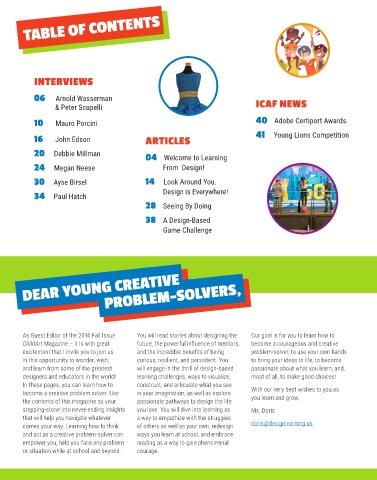 TABLE OF CONTENTS
INTERVIEWS
06 Arnold Wasserman
& Peter Scupelli
10 Mauro Porcini
16 John Edson
20 Debbie Millman
24 Megan Neese
30 Ayse Birsel
34 Paul Hatch
ARTICLES
04 Welcome to Learning
From Design!
14 Look Around You.
Design is Everywhere!
28 Seeing By Doing
38 A Design-Based
Game Challenge
ICAF NEWS
40 Adobe Certiport Awards
41 Young Lions Competition
DEAR YOUNG CREATIVE
PROBLEM-SOLVERS,
As Guest Editor of the 2016 Fall Issue
ChildArt Magazine – it is with great
excitement that I invite you to join us
in this opportunity to wonder, wish,
and learn from some of the greatest
designers and educators in the world!
In these pages, you can learn how to
become a creative problem solver. Use
the contents of this magazine as your
stepping-stone into never-ending insights
that will help you navigate whatever
comes your way. Learning how to think
and act as a creative problem-solver can
empower you, help you face any problem
or situation while at school and beyond.
You will read stories about designing the
future, the powerful influence of mentors,
and the incredible benefits of being
curious, resilient, and persistent. You
will engage in the thrill of design-based
learning challenges, ways to visualize,
construct, and articulate what you see
in your imagination, as well as explore
passionate pathways to design the life
you love. You will dive into learning as
a way to empathize with the struggles
of others as well as your own, redesign
ways you learn at school, and embrace
reading as a way to gain phenomenal
courage.
Our goal is for you to learn how to
become a courageous and creative
problem-solver, to use your own hands
to bring your ideas to life, to become
passionate about what you learn, and,
most of all, to make good choices!
With our very best wishes to you as
you learn and grow,
Ms. Doris
doris@designlearning.us.